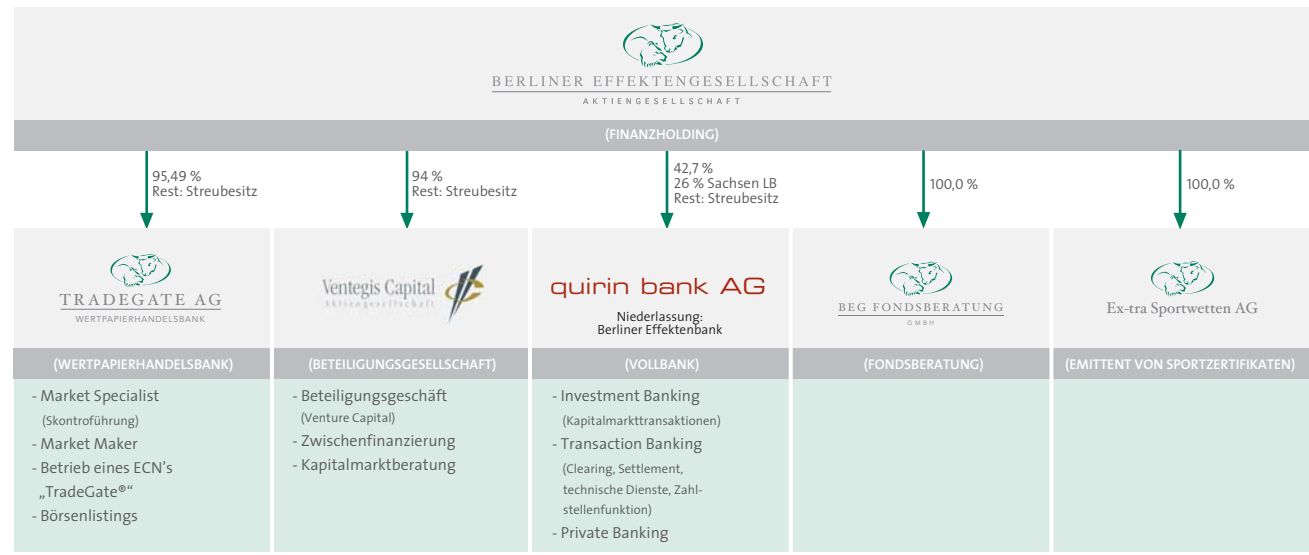 BERLINER EFFEKTENGESELLSCHAFT
AKTIENGESELLSCHAFT
(FINANZHOLDING)
95,49 %
Rest: Streubesitz
94 %
Rest: Streubesitz
42,7 %
26 % Sachsen LB
Rest: Streubesitz
100,0 %
100,0 %
TRADEGATE AG
WERTPAPIERHANDELSBANK
Ventegis Capital
Aktiengesellschaft
quirin bank AG
Niederlassung:
Berliner Effektenbank
BEG FONDSBERATUNG
GMBH
Ex-tra Sportwetten AG
(WERTPAPIERHANDELSBANK)
(BETEILIGUNGSGESELLSCHAFT)
(VOLLBANK)
(FONDSBERATUNG)
(EMITTENT VON SPORTZERTIFIKATEN)
- Market Specialist
(Skontroführung)
- Market Maker
- Betrieb eines ECN’s
„TradeGate®“
- Börsenlistings
- Beteiligungsgeschäft
(Venture Capital)
- Zwischenfinanzierung
- Kapitalmarktberatung
- Investment Banking
(Kapitalmarkttransaktionen)
- Transaction Banking
(Clearing, Settlement,
technische Dienste, Zahl-
stellenfunktion)
- Private Banking